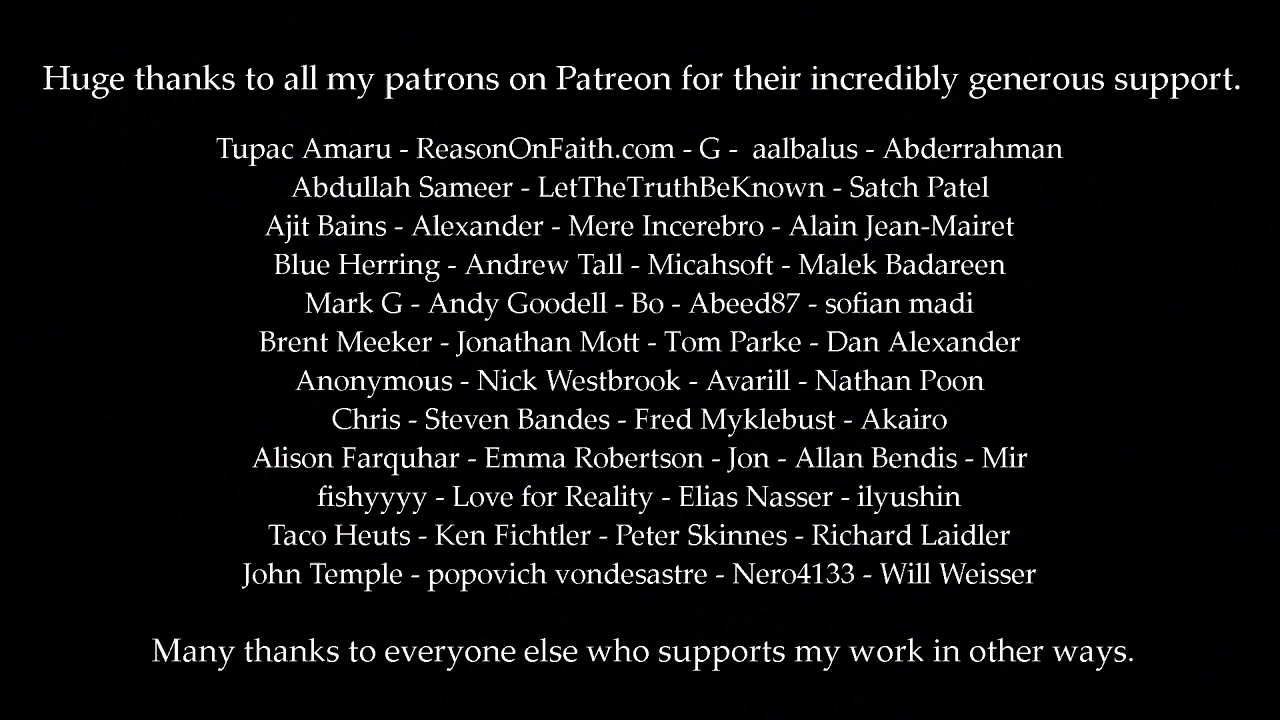 Huge thanks to all my patrons on Patreon for their incredibly generous support.
Tupac Amaru - ReasonOnFaith.com - G -  aalbalus - Abderrahman
Abdullah Sameer - LetTheTruthBeKnown - Satch Patel
Ajit Bains - Alexander - Mere Incerebro - Alain Jean-Mairet
Blue Herring - Andrew Tall - Micahsoft - Malek Badareen
Mark G - Andy Goodell - Bo - Abeed87 - sofian madi
Brent Meeker - Jonathan Mott - Tom Parke - Dan Alexander
Anonymous - Nick Westbrook - Avarill - Nathan Poon
Chris - Steven Bandes - Fred Myklebust - Akairo
Alison Farquhar - Emma Robertson - Jon - Allan Bendis - Mir
fishyyyy - Love for Reality - Elias Nasser - ilyushin
Taco Heuts - Ken Fichtler - Peter Skinnes - Richard Laidler
John Temple - popovich vondesastre - Nero4133 - Will Weisser
Many thanks to everyone else who supports my work in other ways.